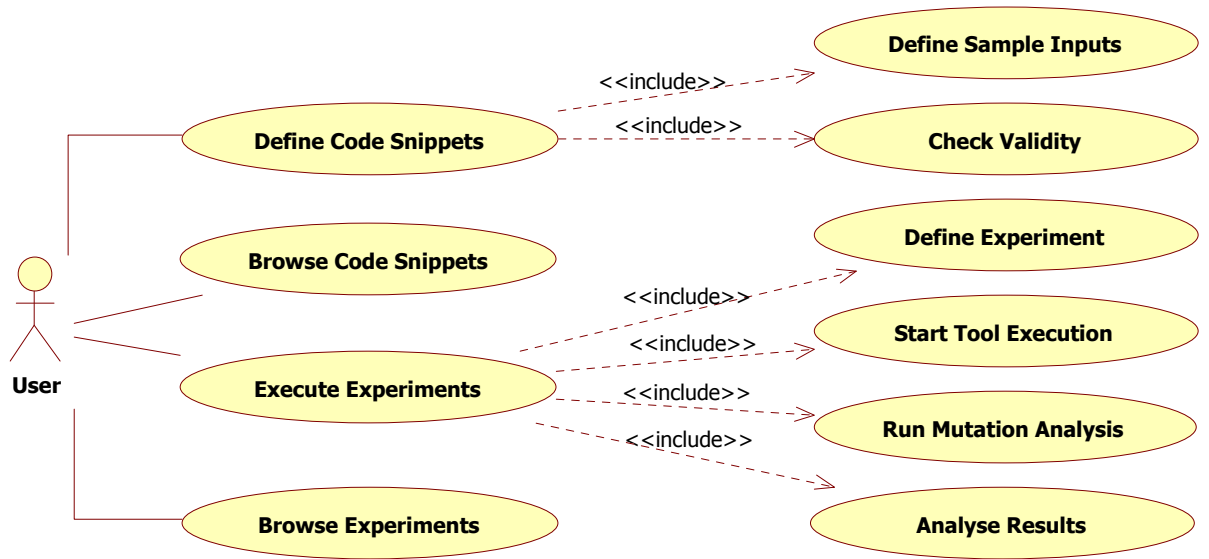 Define Sample Inputs
<<include>>
Define Code Snippets
<<include>>
Check Validity
Define Experiment
Browse Code Snippets
<<include>>
Start Tool Execution
<<include>>
User
Execute Experiments
<<include>>
Run Mutation Analysis
<<include>>
Browse Experiments
Analyse Results